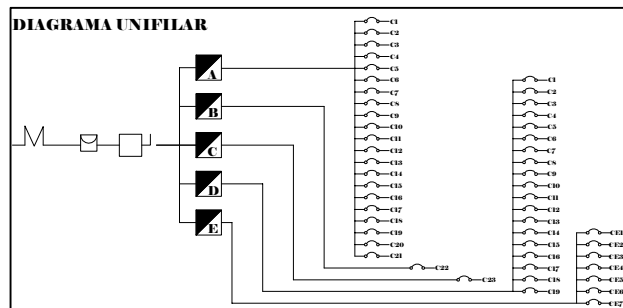 DIAGRAMA UNIFILAR
A
B
C
D
E
C1
C2
C3
C4
C5
C6
C7
C8
C9
C10
C11
C12
C13
C14
C15
C16
C17
C18
C19
C20
C21
C22
C23
C1
C2
C3
C4
C5
C6
C7
C8
C9
C10
C11
C12
C13
C14
C15
C16
C17
C18
C19
CE1
CE2
CE3
CE4
CE5
CE6
CE7